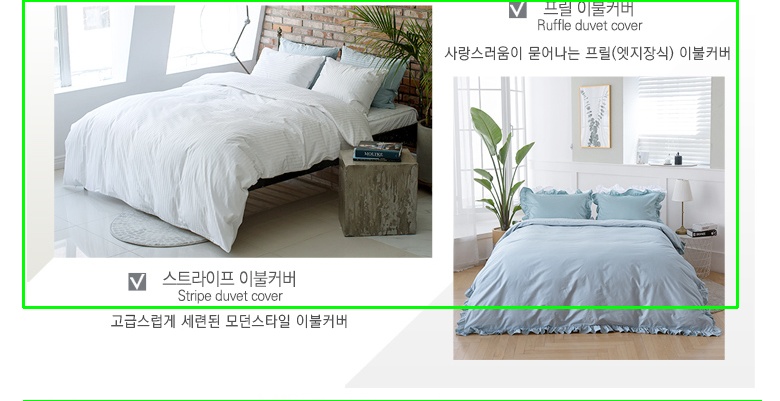 프릴 이불커버
Ruffle duvet cover
사랑스러움이 묻어나는 프릴(엣지장식) 이불커버
스트라이프 이불커버
Stripe duvet cover
고급스럽게 세련된 모던스타일 이불커버